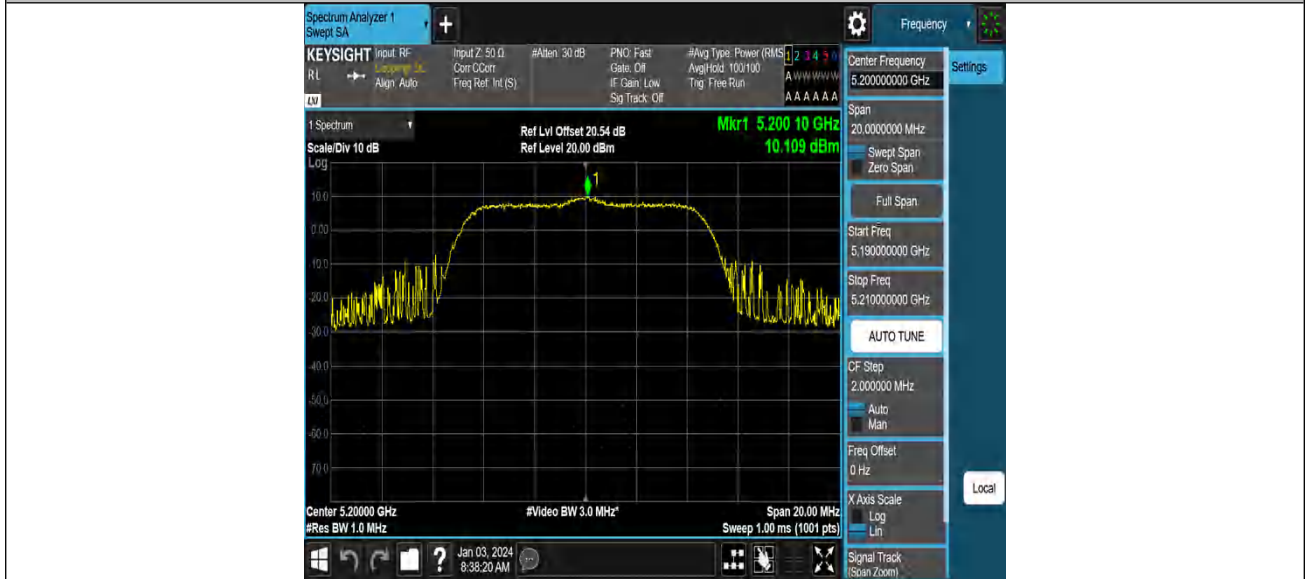 Spectrum Analyzer 1
Swept SA
+
Frequency
KEYSIGHT
RL
LXI
Input: RF
Align: Auto
Input Z: 50 Ω
Corr CCorr
Freq Ref: Int (S)
#Atten: 30 dB
PNO: Fast
Gate: Off
IF Gain: Low
Sig Track: Off
#Avg Type: Power (RMS
Avg|Hold: 100/100
Trig: Free Run
1 2 3 4 5 6
A W W W W W
A A A A A A
1 Spectrum
Scale/Div 10 dB
Log
Ref Lvl Offset 20.54 dB
Ref Level 20.00 dBm
Mkr1 5.200 10 GHz
10.109 dBm
1
10.0
0.00
-10.0
-20.0
-30.0
-40.0
-50.0
-60.0
-70.0
Center 5.20000 GHz
#Res BW 1.0 MHz
#Video BW 3.0 MHz*
Span 20.00 MHz
Sweep 1.00 ms (1001 pts)
Jan 03, 2024
8:38:20 AM
Center Frequency
5.200000000 GHz
Settings
Span
20.0000000 MHz
Swept Span
Zero Span
Full Span
Start Freq
5.190000000 GHz
Stop Freq
5.210000000 GHz
AUTO TUNE
CF Step
2.000000 MHz
Auto
Man
Freq Offset
0 Hz
X Axis Scale
Log
Lin
Local
Signal Track
(Span Zoom)